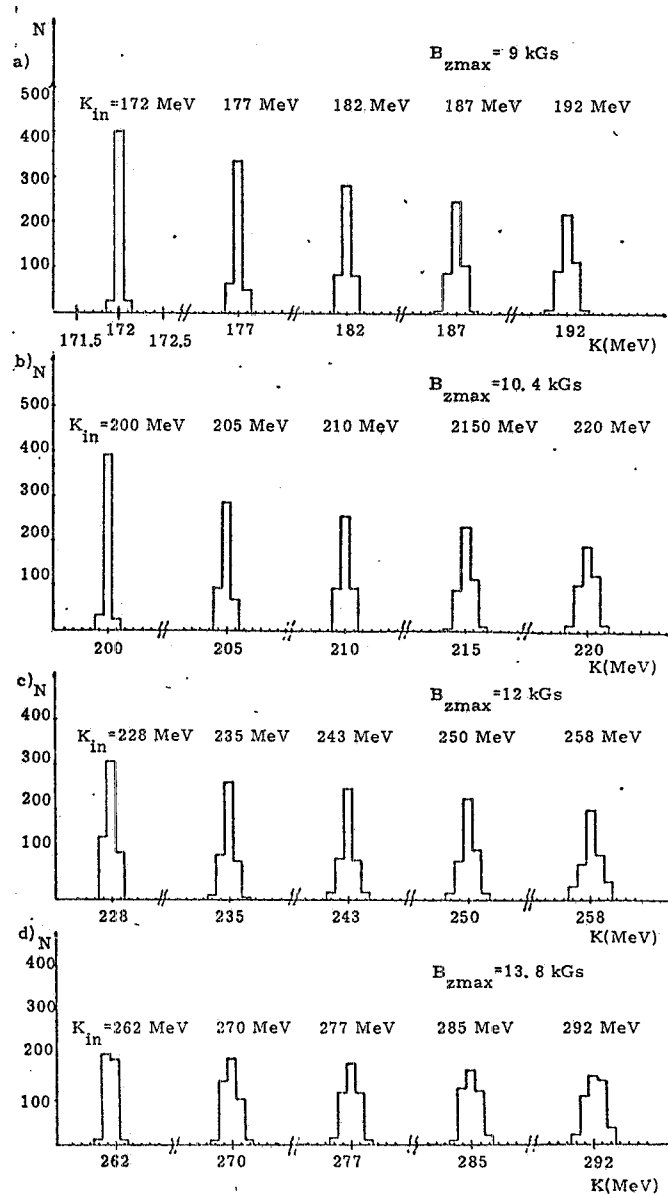 N
a)
B zmax = 9 kGs
500
400
300
200
100
K in =172 MeV 177 MeV 182 MeV 187 MeV 192 MeV
172 177 182 187 192
171.5 172.5 K(MeV)
b) N
B zmax =10.4 kGs
500
400
300
200
100
K in =200 MeV 205 MeV 210 MeV 2150 MeV 220 MeV
200 205 210 215 220
K(MeV)
c) N
B zmax =12 kGs
400
300
200
100
K in =228 MeV 235 MeV 243 MeV 250 MeV 258 MeV
228 235 243 250 258
K(MeV)
d) N
B zmax =13.8 kGs
400
300
200
100
K in =262 MeV 270 MeV 277 MeV 285 MeV 292 MeV
262 270 277 285 292
K(MeV)